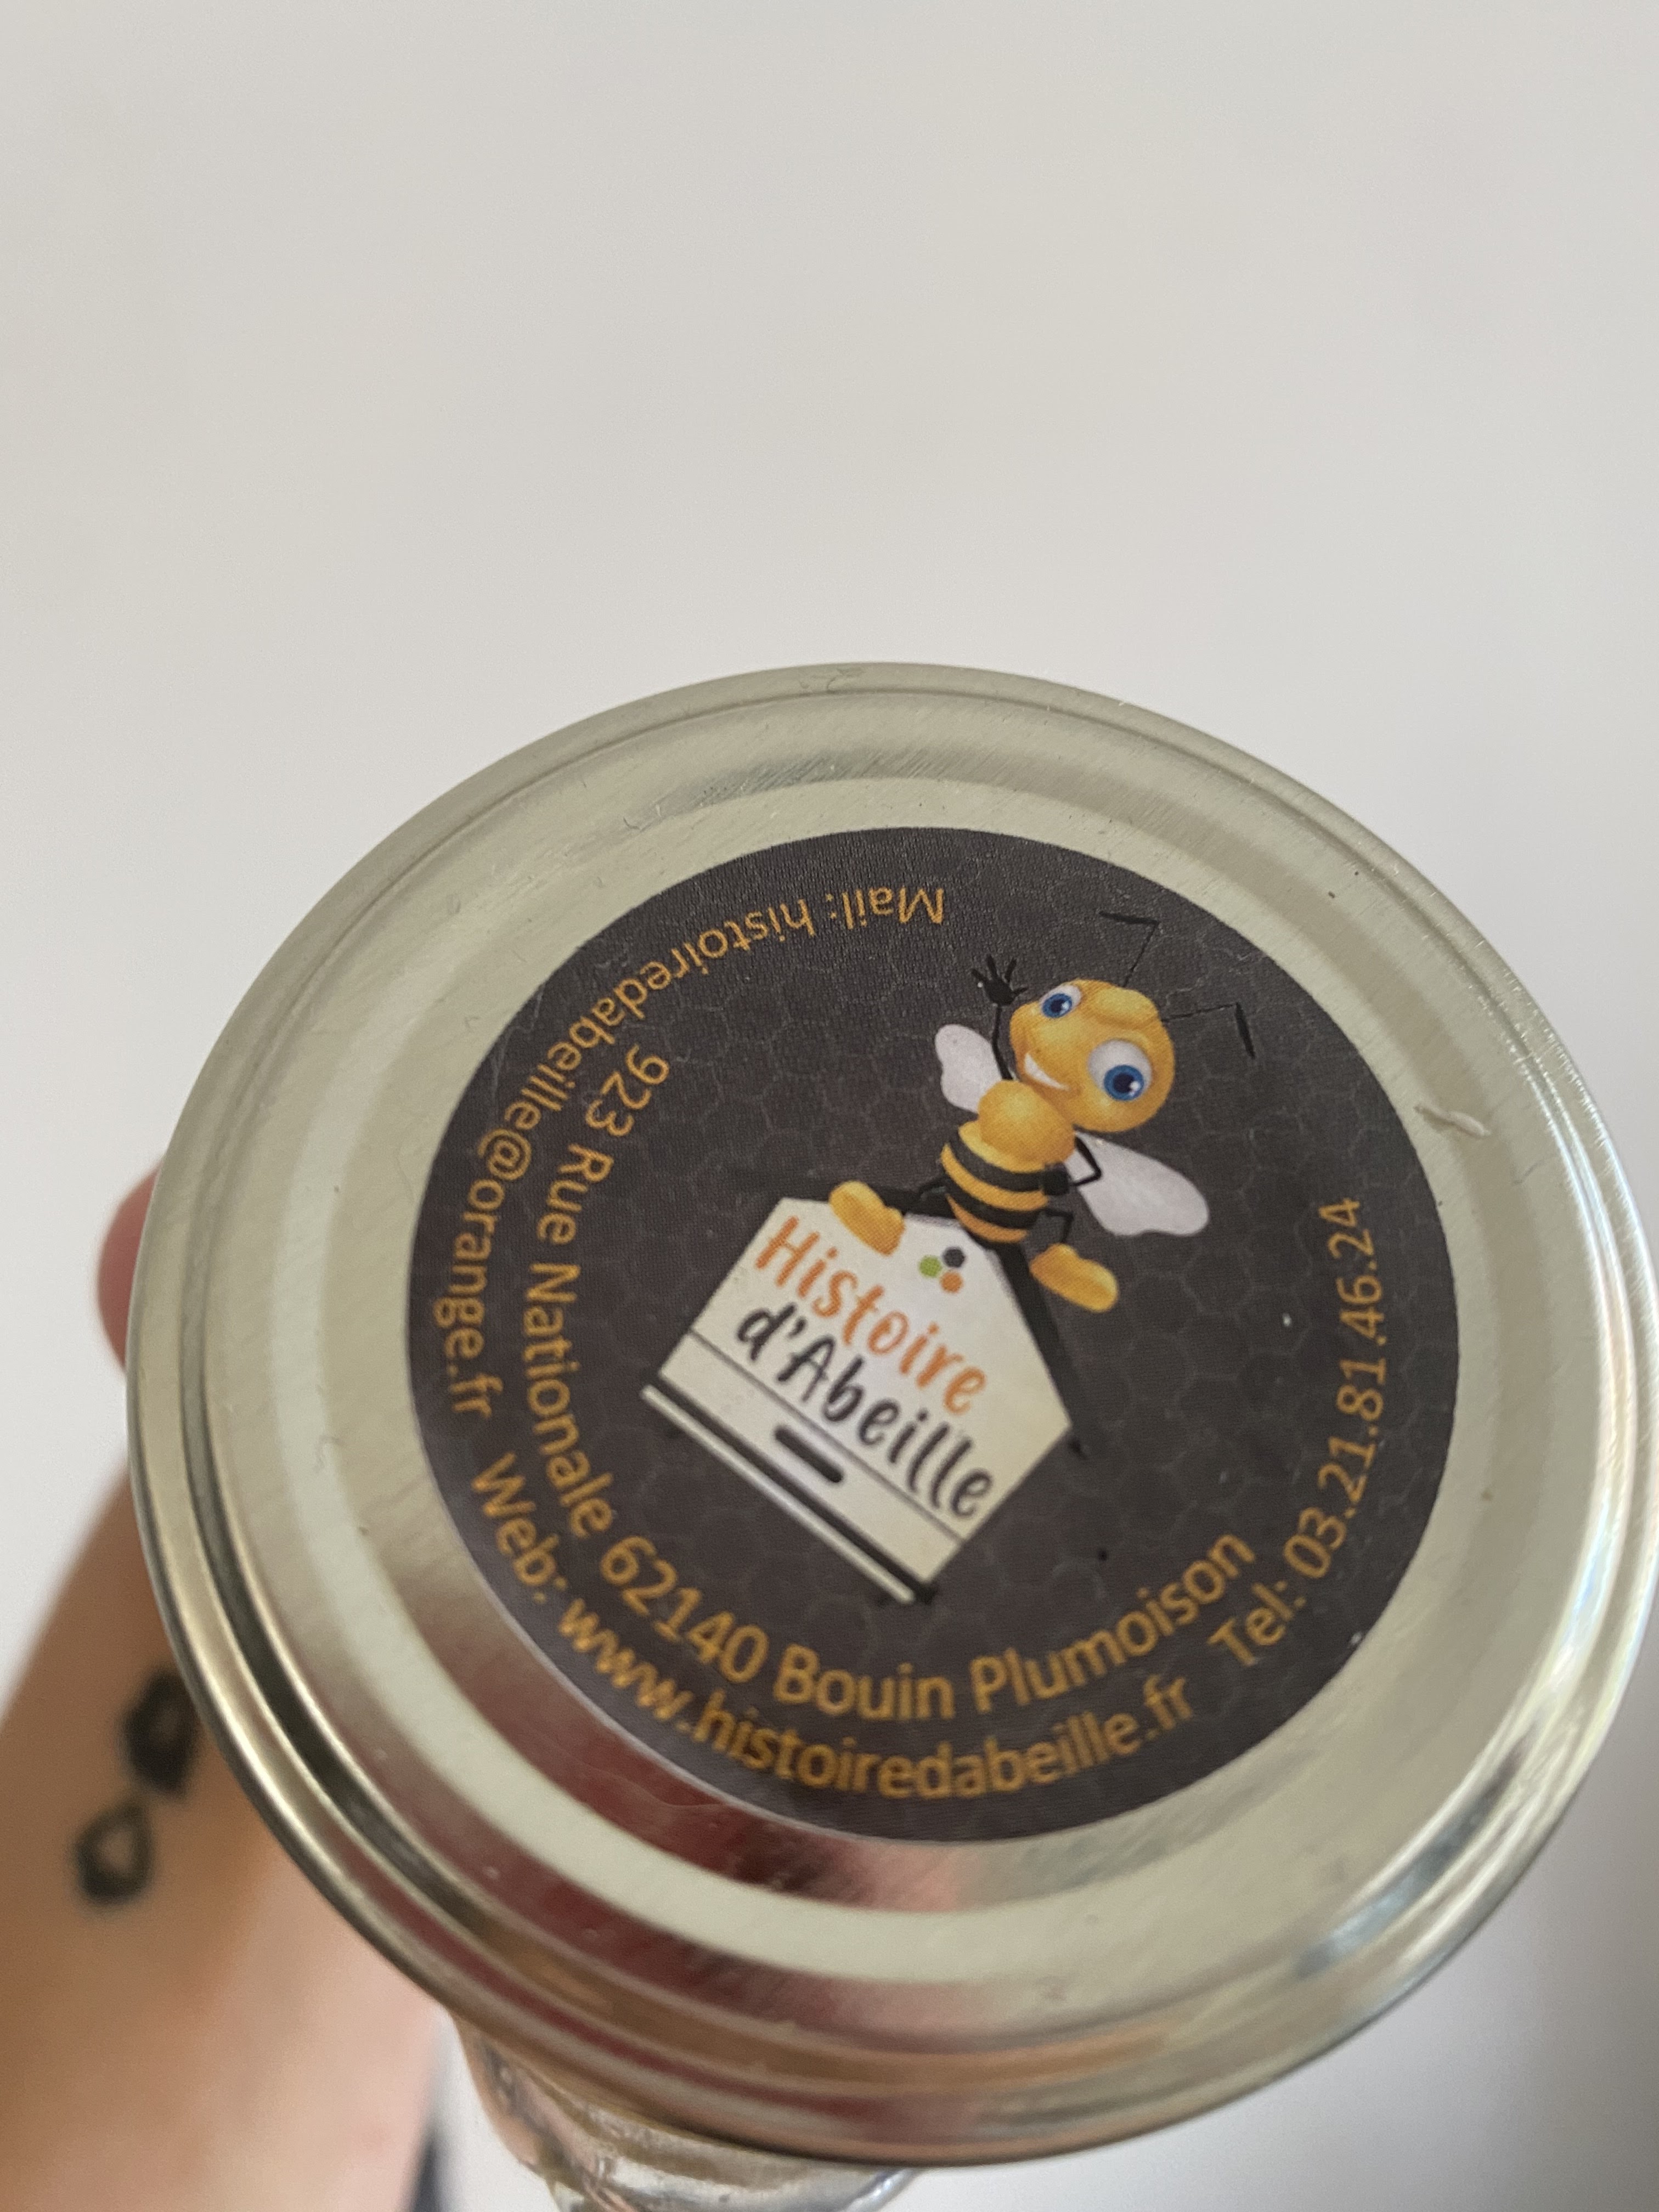 Histoire
d'Abeille
923 Rue Nationale 62140 Bouin Plumoison
Mail: histoiredabeille@orange.fr Web: www.histoiredabeille.fr Tel: 03.21.81.46.24